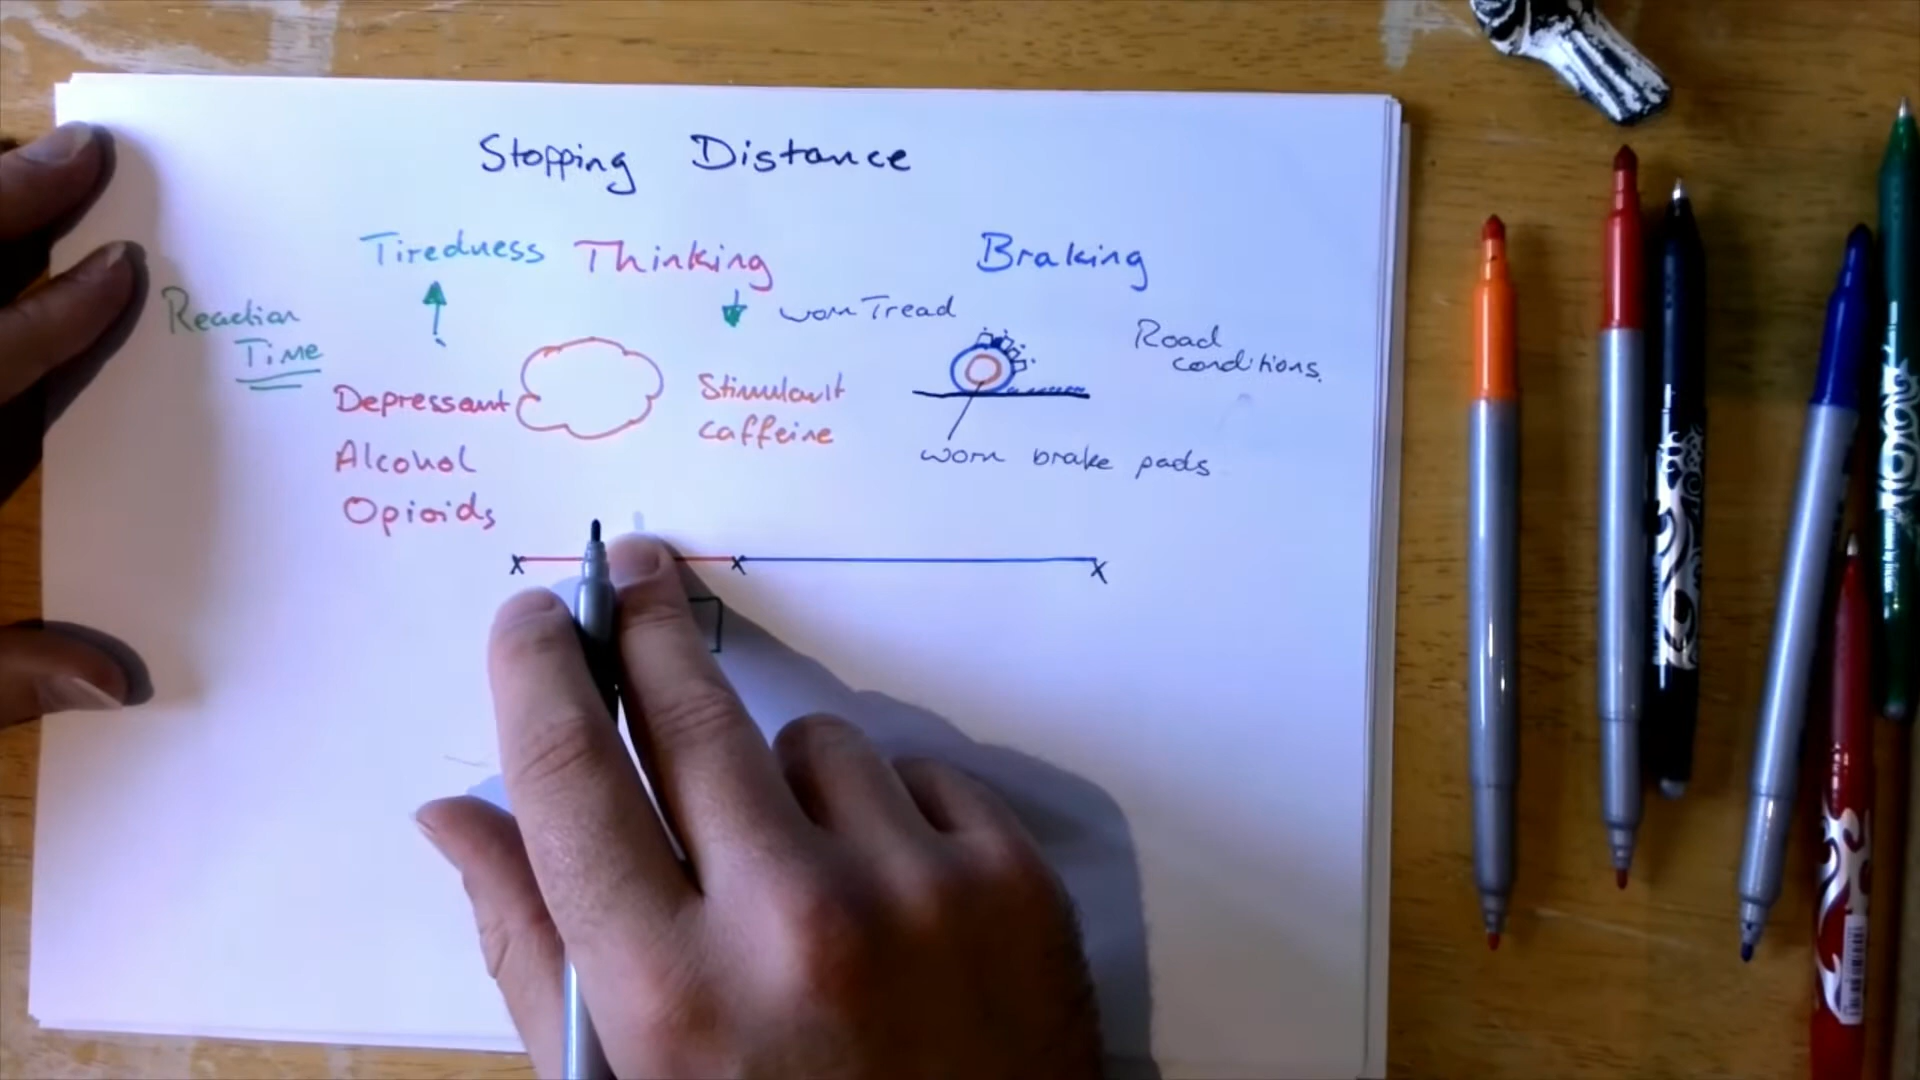 Stopping Distance
Tiredness
Thinking
Braking
Reaction
Time
worn Tread
Road
conditions.
Depressant
Alcohol
Opioids
Stimulant
caffeine
worn brake pads
x x x